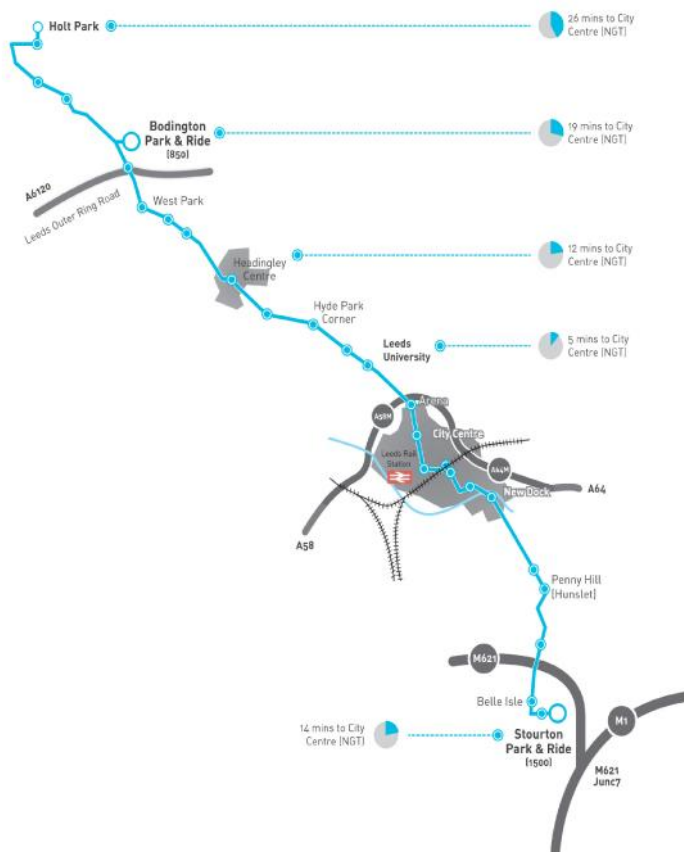 Holt Park
26 mins to City
Centre (NGT)
Bodington
Park & Ride
(850)
19 mins to City
Centre (NGT)
A6120
Leeds Outer Ring Road
West Park
Headingley
Centre
12 mins to City
Centre (NGT)
Hyde Park
Corner
Leeds
University
5 mins to City
Centre (NGT)
Arena
A58M
City Centre
Leeds Rail
Station
A64M
New Dock
A64
A58
Penny Hill
(Hunslet)
M621
Belle Isle
14 mins to City
Centre (NGT)
Stourton
Park & Ride
(1500)
M1
M621
Junc7